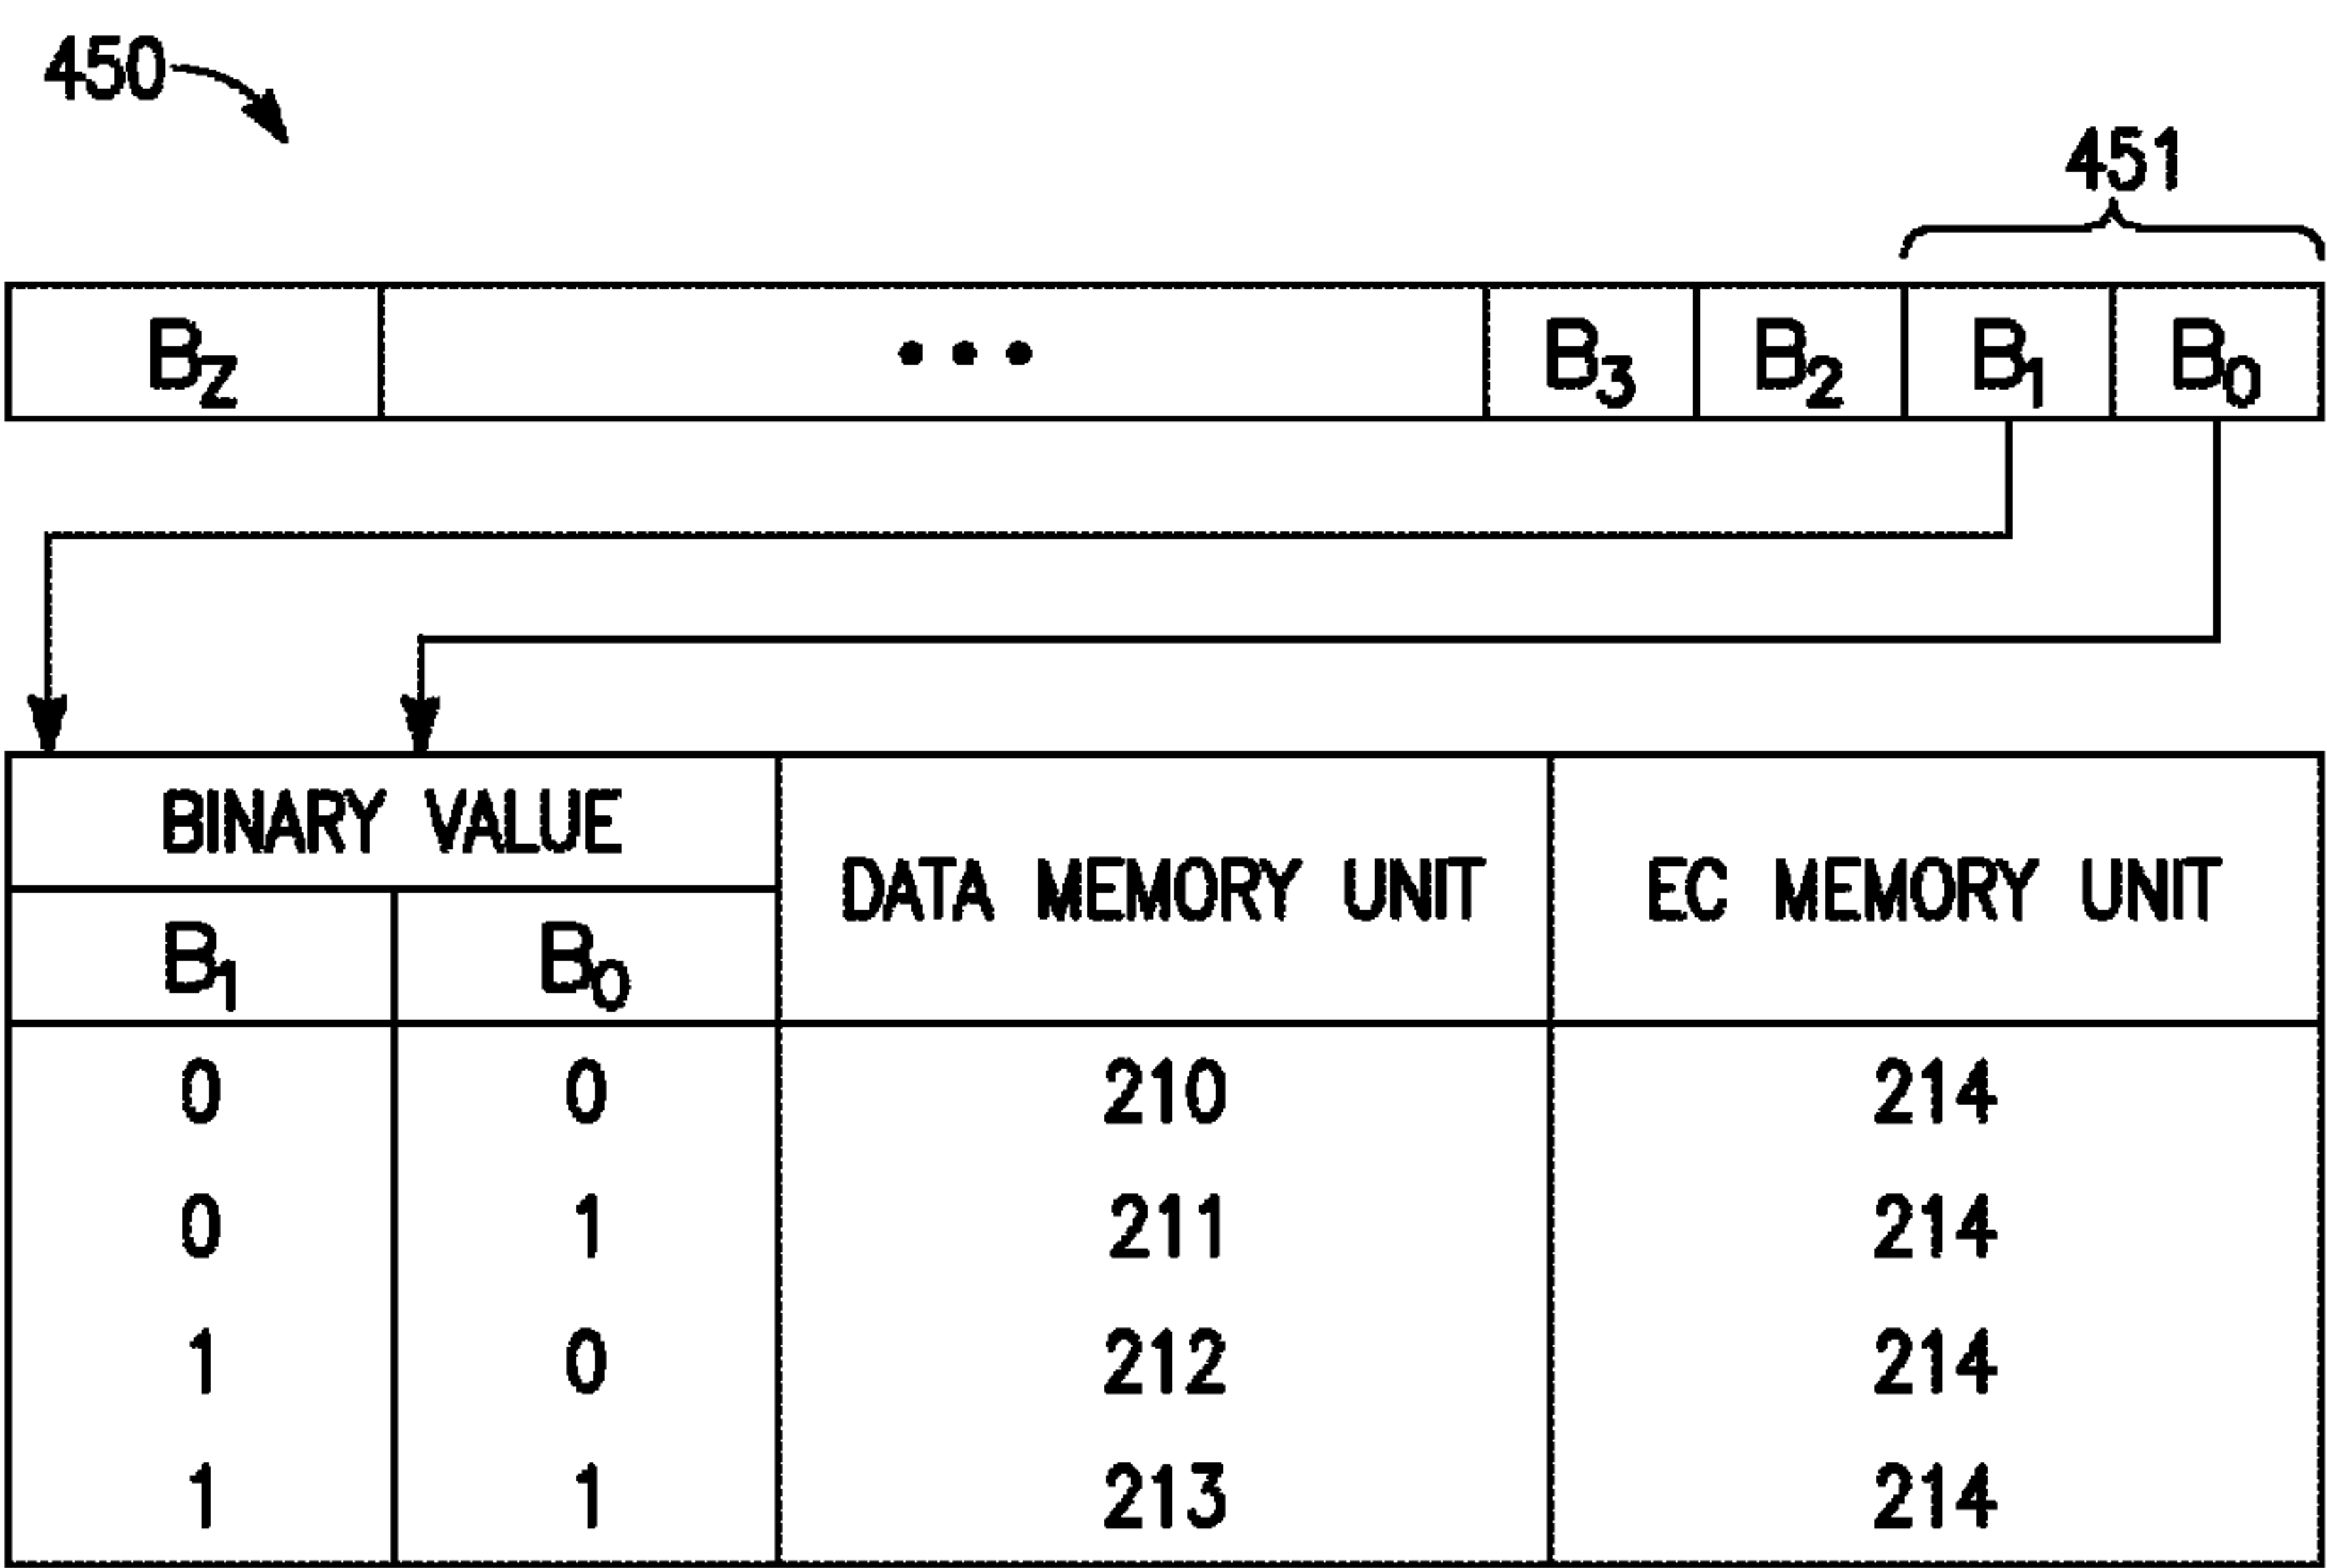 450
451
B_Z ... B_3 B_2 B_1 B_0
BINARY VALUE DATA MEMORY UNIT EC MEMORY UNIT
B_1 B_0
0 0 210 214
0 1 211 214
1 0 212 214
1 1 213 214